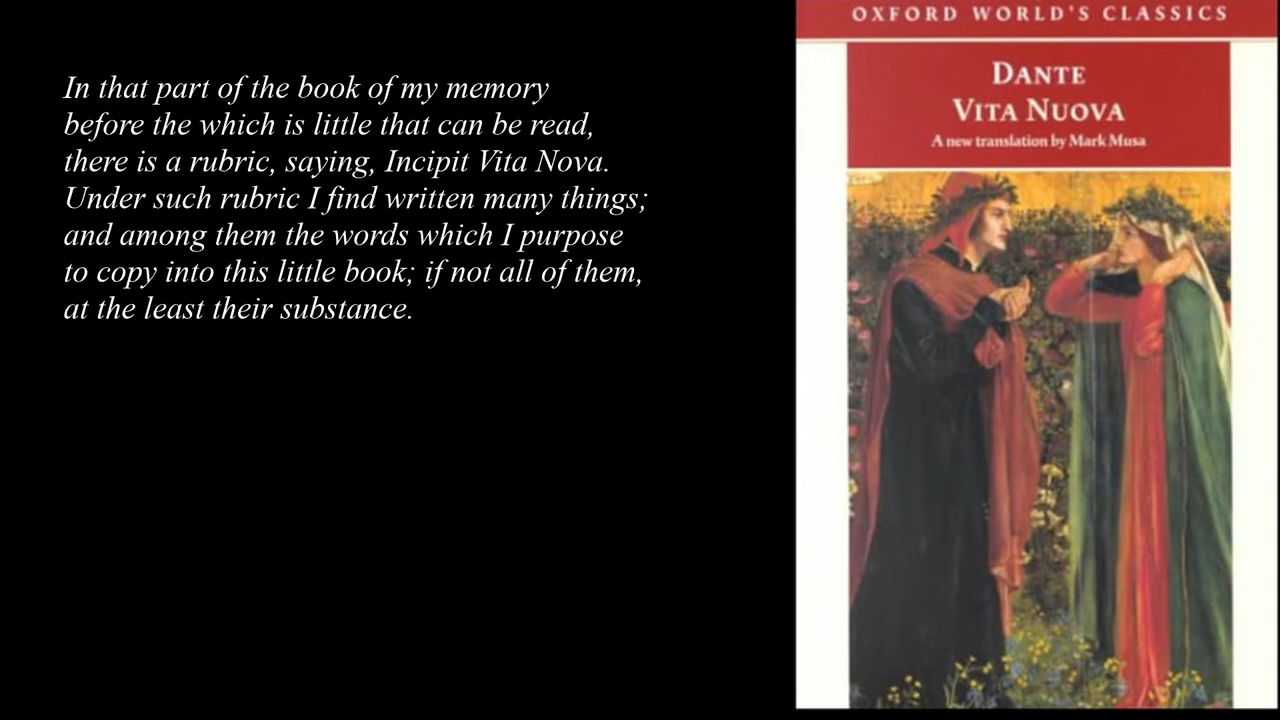 In that part of the book of my memory
before the which is little that can be read,
there is a rubric, saying, Incipit Vita Nova.
Under such rubric I find written many things;
and among them the words which I purpose
to copy into this little book; if not all of them,
at the least their substance.
OXFORD WORLD'S CLASSICS
DANTE
VITA NUOVA
A new translation by Mark Musa